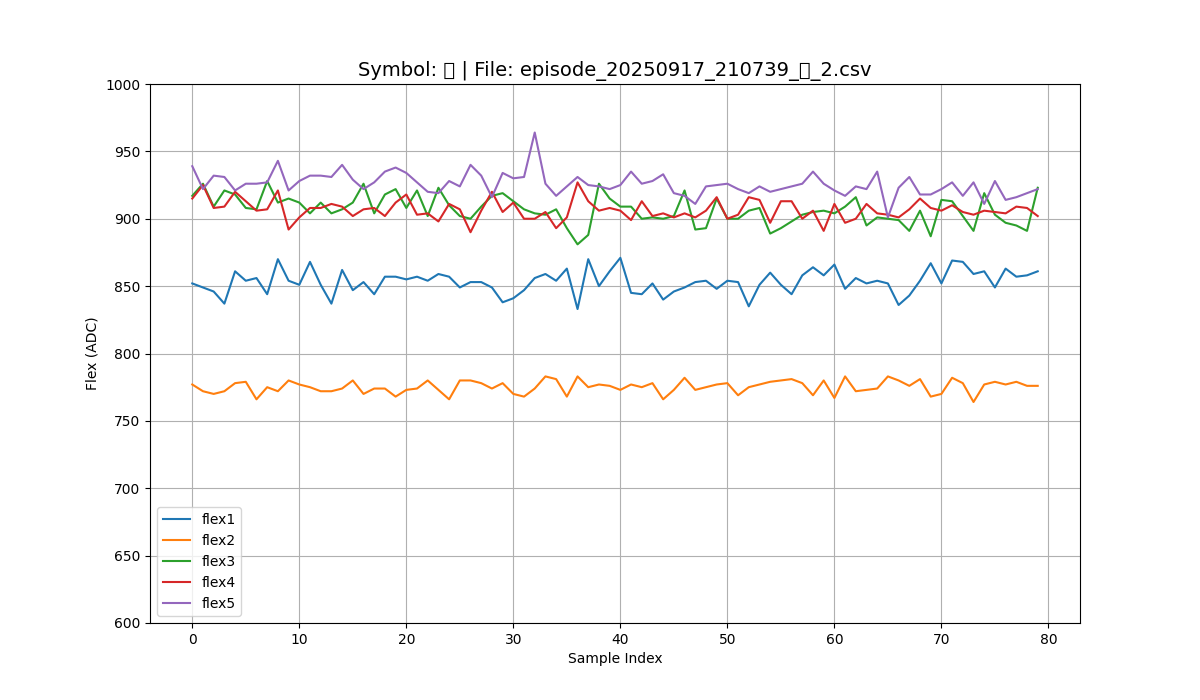 Symbol: | File: episode_20250917_210739_ _2.csv
1000
950
900
850
800
750
700
650
600
Flex (ADC)
flex1
flex2
flex3
flex4
flex5
0 10 20 30 40 50 60 70 80
Sample Index